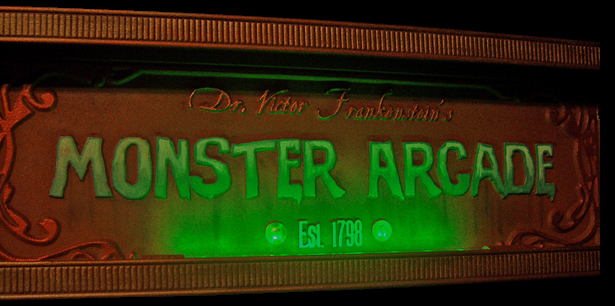 Dr. Victor Frankenstein's
MONSTER ARCADE
Est. 1798